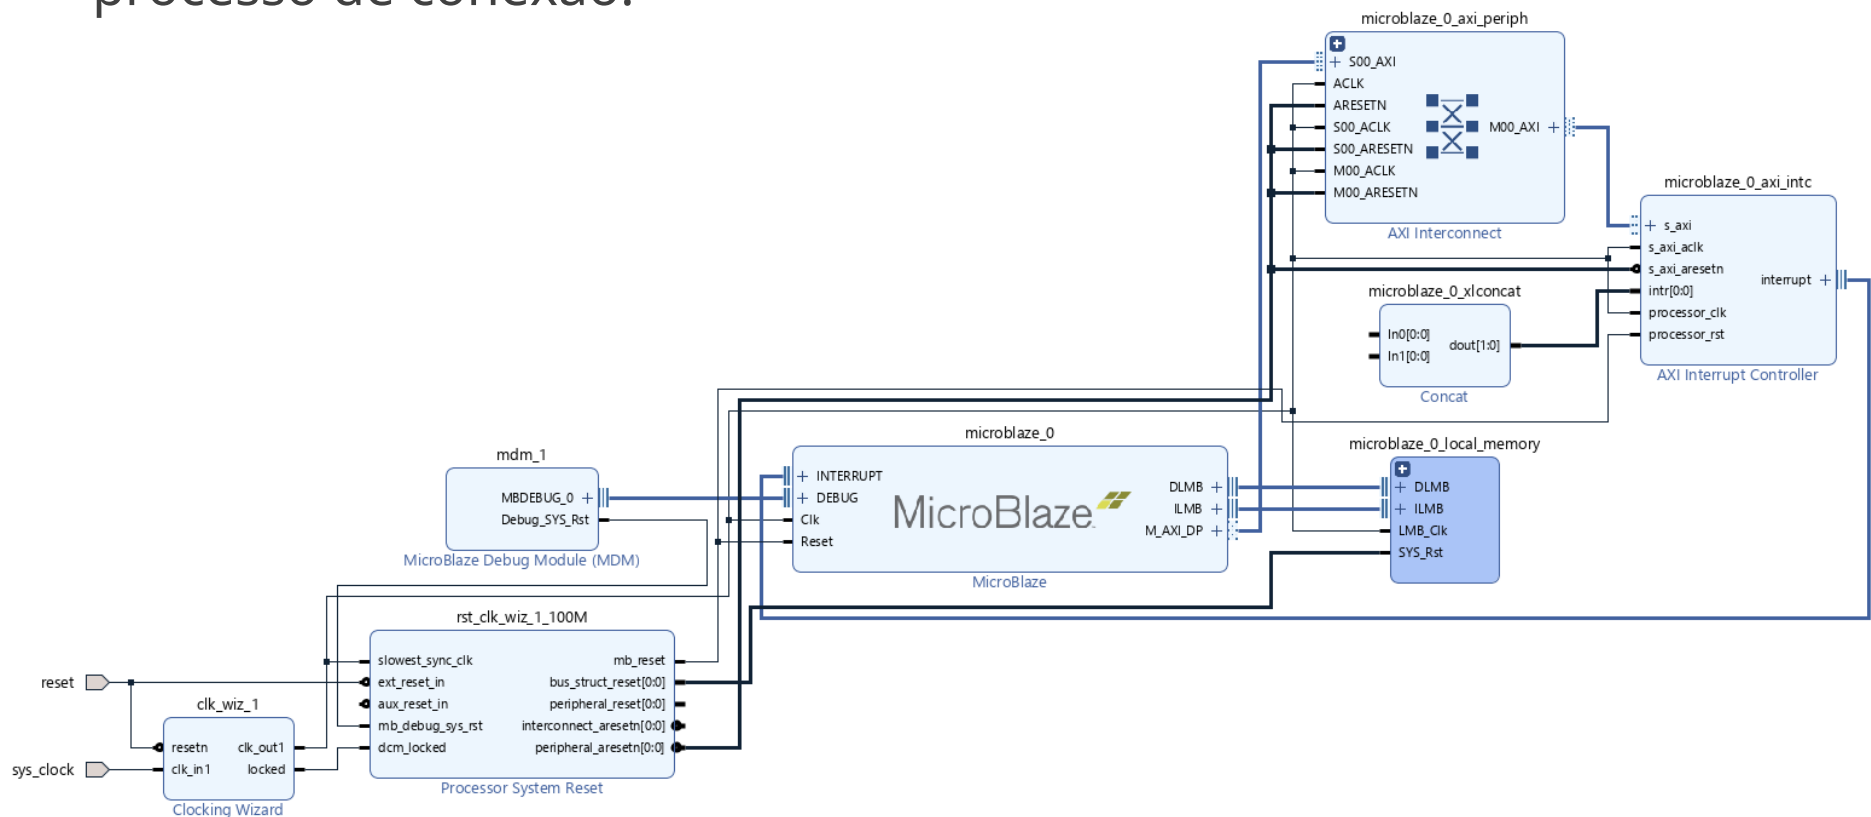 processo de conexão.
microblaze_0_axi_periph
S00_AXI
ACLK
ARESETN
S00_ACLK
S00_ARESETN
M00_ACLK
M00_ARESETN
M00_AXI
AXI Interconnect
microblaze_0_axi_intc
s_axi
s_axi_aclk
s_axi_aresetn
intr[0:0]
processor_clk
processor_rst
interrupt
AXI Interrupt Controller
microblaze_0_xlconcat
In0[0:0]
In1[0:0]
dout[1:0]
Concat
microblaze_0
INTERRUPT
DEBUG
Clk
Reset
MicroBlaze
DLMB
ILMB
M_AXI_DP
MicroBlaze
microblaze_0_local_memory
DLMB
ILMB
LMB_Clk
SYS_Rst
mdm_1
MBDEBUG_0
Debug_SYS_Rst
MicroBlaze Debug Module (MDM)
rst_clk_wiz_1_100M
slowest_sync_clk
ext_reset_in
aux_reset_in
mb_debug_sys_rst
dcm_locked
mb_reset
bus_struct_reset[0:0]
peripheral_reset[0:0]
interconnect_aresetn[0:0]
peripheral_aresetn[0:0]
Processor System Reset
reset
sys_clock
clk_wiz_1
resetn
clk_in1
clk_out1
locked
Clocking Wizard